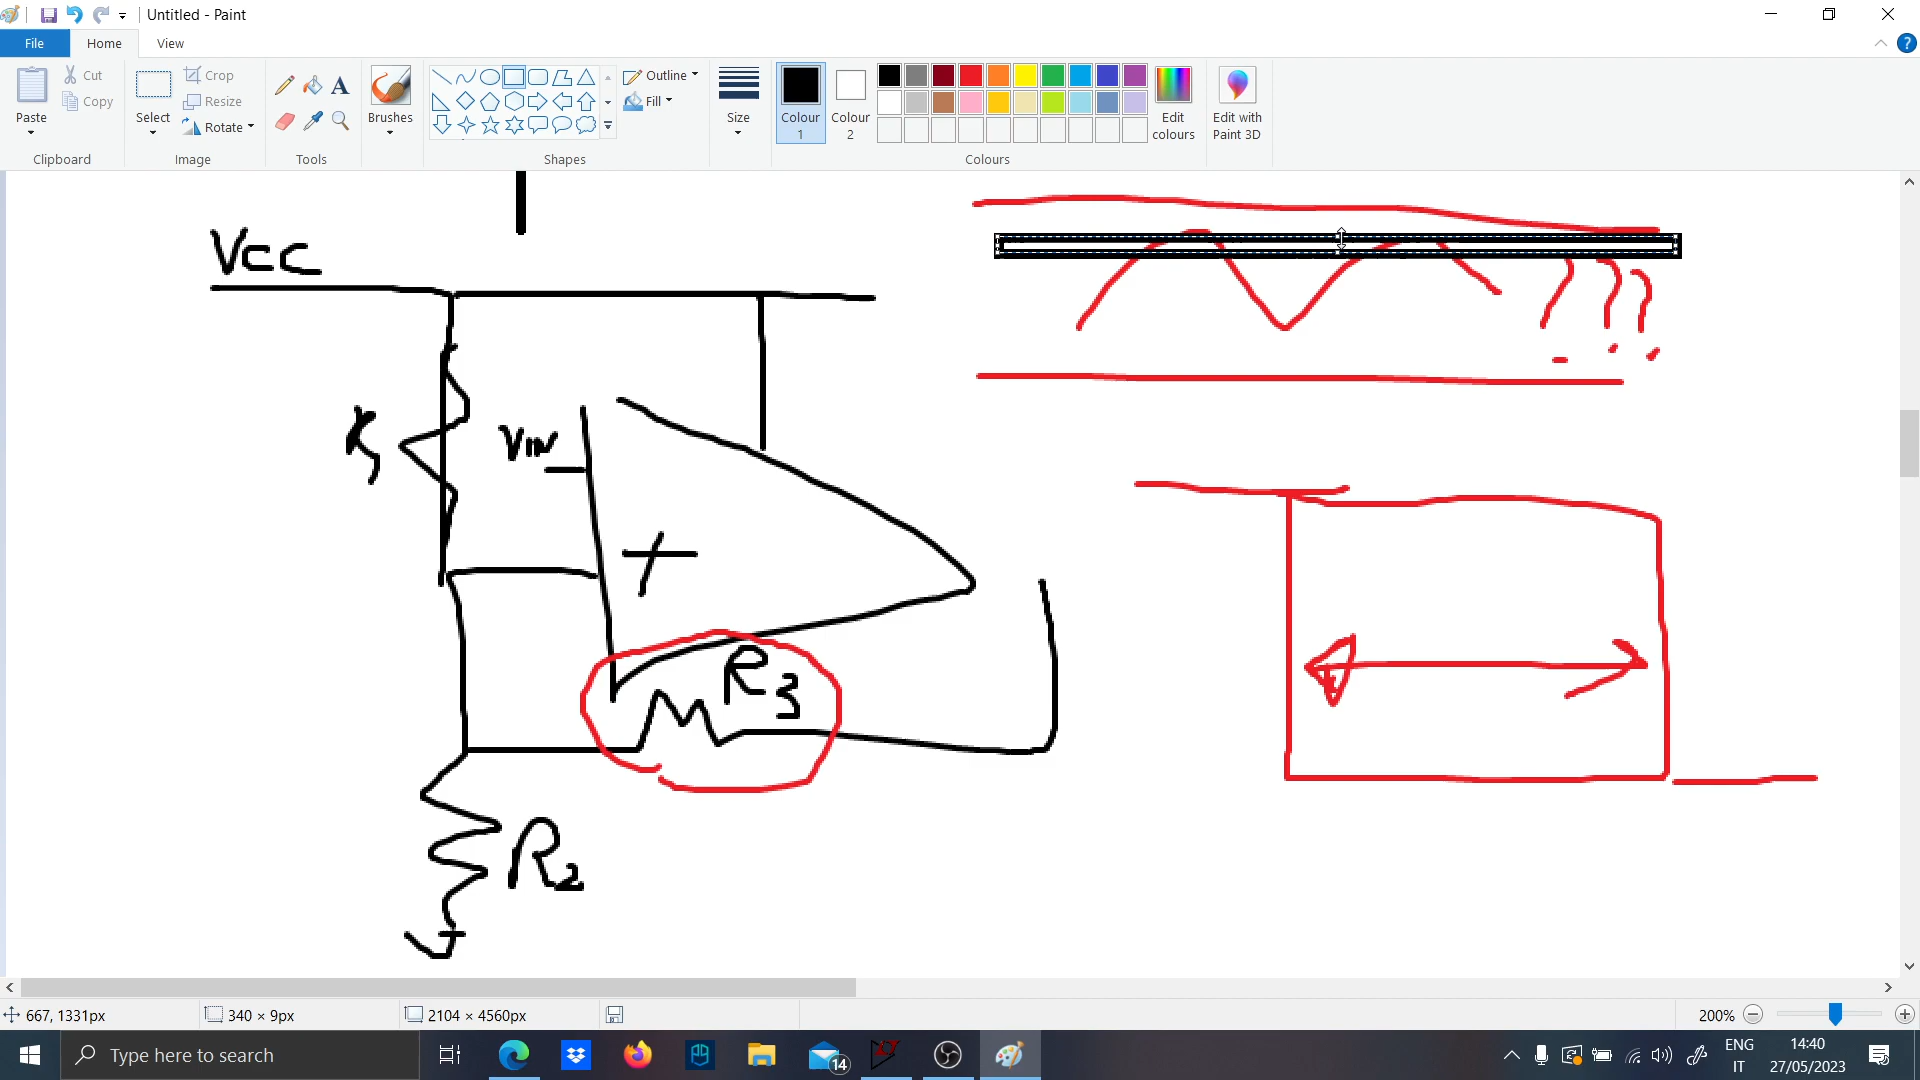 Untitled - Paint
File
Home
View
Paste
Cut
Copy
Clipboard
Select
Crop
Resize
Rotate
Image
Tools
Brushes
Shapes
Outline
Fill
Size
Colour 1
Colour 2
Colours
Edit colours
Edit with Paint 3D
VCC
VIN
+
R3
R2
???
667, 1331px
340 × 9px
2104 × 4560px
200%
Type here to search
14
ENG
IT
14:40
27/05/2023